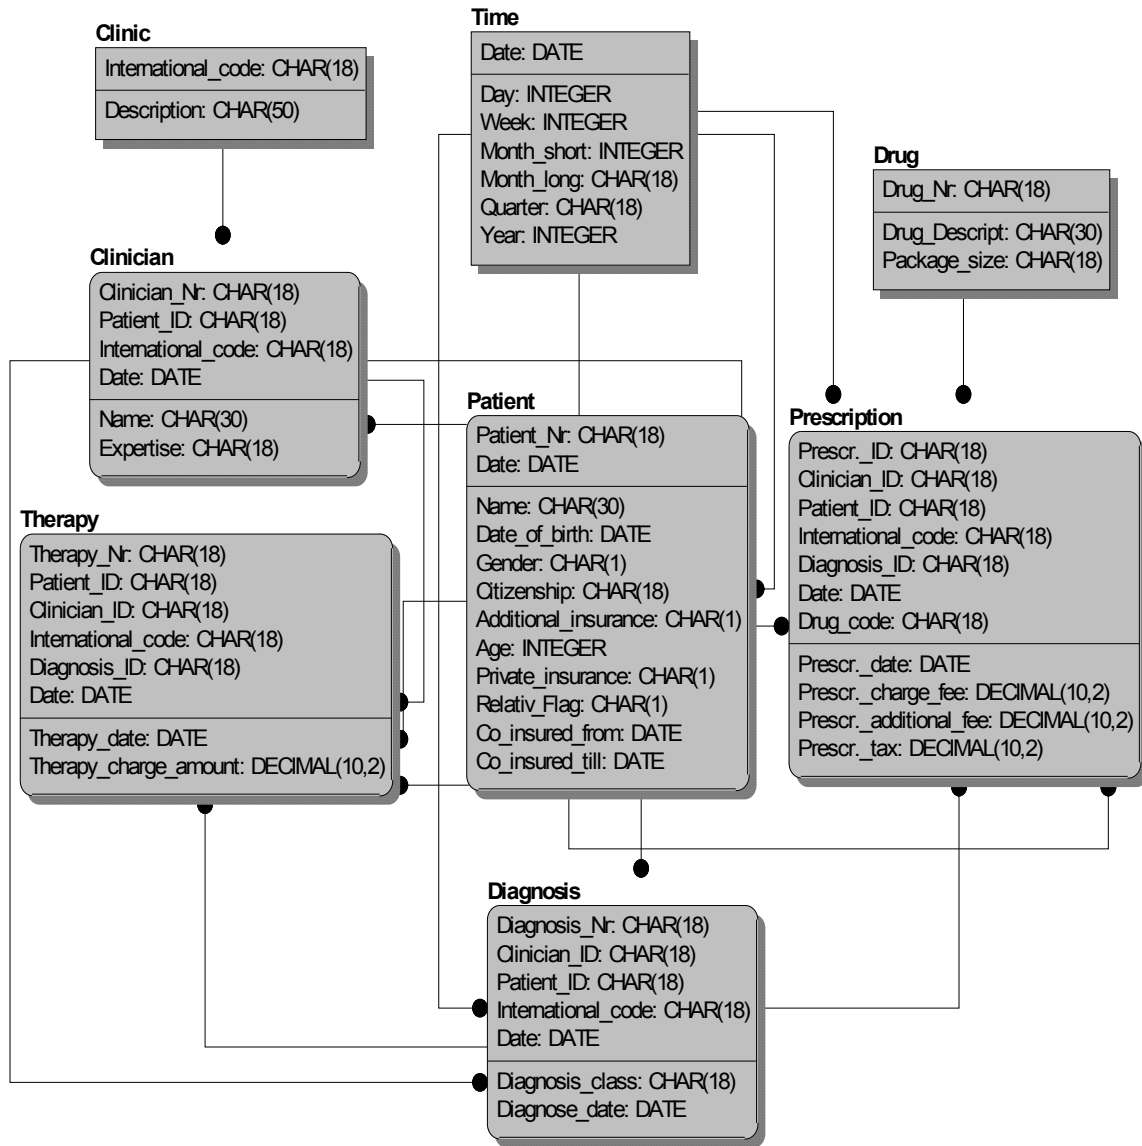 Clinic
International_code: CHAR(18)
Description: CHAR(50)
Time
Date: DATE
Day: INTEGER
Week: INTEGER
Month_short: INTEGER
Month_long: CHAR(18)
Quarter: CHAR(18)
Year: INTEGER
Drug
Drug_Nr: CHAR(18)
Drug_Descript: CHAR(30)
Package_size: CHAR(18)
Clinician
Clinician_Nr: CHAR(18)
Patient_ID: CHAR(18)
International_code: CHAR(18)
Date: DATE
Name: CHAR(30)
Expertise: CHAR(18)
Patient
Patient_Nr: CHAR(18)
Date: DATE
Name: CHAR(30)
Date_of_birth: DATE
Gender: CHAR(1)
Citizenship: CHAR(18)
Additional_insurance: CHAR(1)
Age: INTEGER
Private_insurance: CHAR(1)
Relativ_Flag: CHAR(1)
Co_insured_from: DATE
Co_insured_till: DATE
Prescription
Prescr._ID: CHAR(18)
Clinician_ID: CHAR(18)
Patient_ID: CHAR(18)
International_code: CHAR(18)
Diagnosis_ID: CHAR(18)
Date: DATE
Drug_code: CHAR(18)
Prescr._date: DATE
Prescr._charge_fee: DECIMAL(10,2)
Prescr._additional_fee: DECIMAL(10,2)
Prescr._tax: DECIMAL(10,2)
Therapy
Therapy_Nr: CHAR(18)
Patient_ID: CHAR(18)
Clinician_ID: CHAR(18)
International_code: CHAR(18)
Diagnosis_ID: CHAR(18)
Date: DATE
Therapy_date: DATE
Therapy_charge_amount: DECIMAL(10,2)
Diagnosis
Diagnosis_Nr: CHAR(18)
Clinician_ID: CHAR(18)
Patient_ID: CHAR(18)
International_code: CHAR(18)
Date: DATE
Diagnosis_class: CHAR(18)
Diagnose_date: DATE